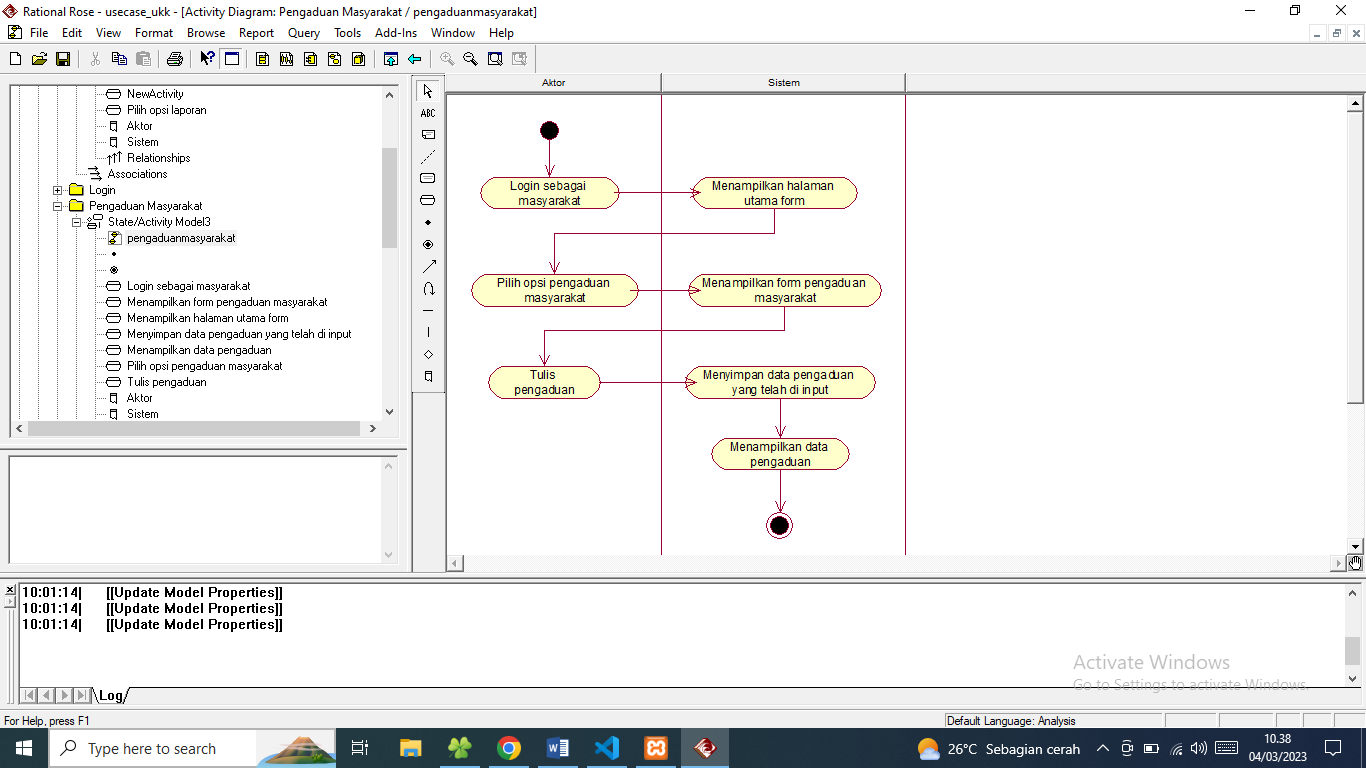 Rational Rose - usecase_ukk - [Activity Diagram: Pengaduan Masyarakat / pengaduanmasyarakat]
File Edit View Format Browse Report Query Tools Add-Ins Window Help
NewActivity
Pilih opsi laporan
Aktor
Sistem
Relationships
Associations
Login
Pengaduan Masyarakat
State/Activity Model3
pengaduanmasyarakat
Login sebagai masyarakat
Menampilkan form pengaduan masyarakat
Menampilkan halaman utama form
Menyimpan data pengaduan yang telah di input
Menampilkan data pengaduan
Pilih opsi pengaduan masyarakat
Tulis pengaduan
Aktor
Sistem
ABC
Aktor Sistem
Login sebagai
masyarakat
Menampilkan halaman
utama form
Pilih opsi pengaduan
masyarakat
Menampilkan form pengaduan
masyarakat
Tulis
pengaduan
Menyimpan data pengaduan
yang telah di input
Menampilkan data
pengaduan
10:01:14| [[Update Model Properties]]
10:01:14| [[Update Model Properties]]
10:01:14| [[Update Model Properties]]
Activate Windows
Go to Settings to activate Windows.
Log
For Help, press F1
Default Language: Analysis
Type here to search
26°C Sebagian cerah
10.38
04/03/2023